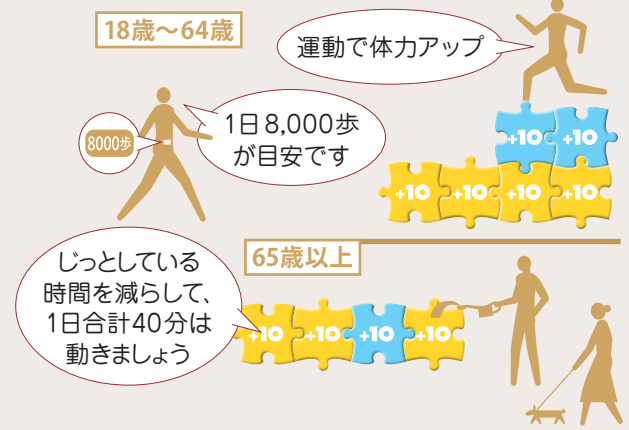 18歳～64歳
運動で体力アップ
1日8,000歩
が目安です
8000歩
+10 +10
+10 +10 +10 +10
65歳以上
じっとしている
時間を減らして、
1日合計40分は
動きましょう
+10 +10 +10 +10